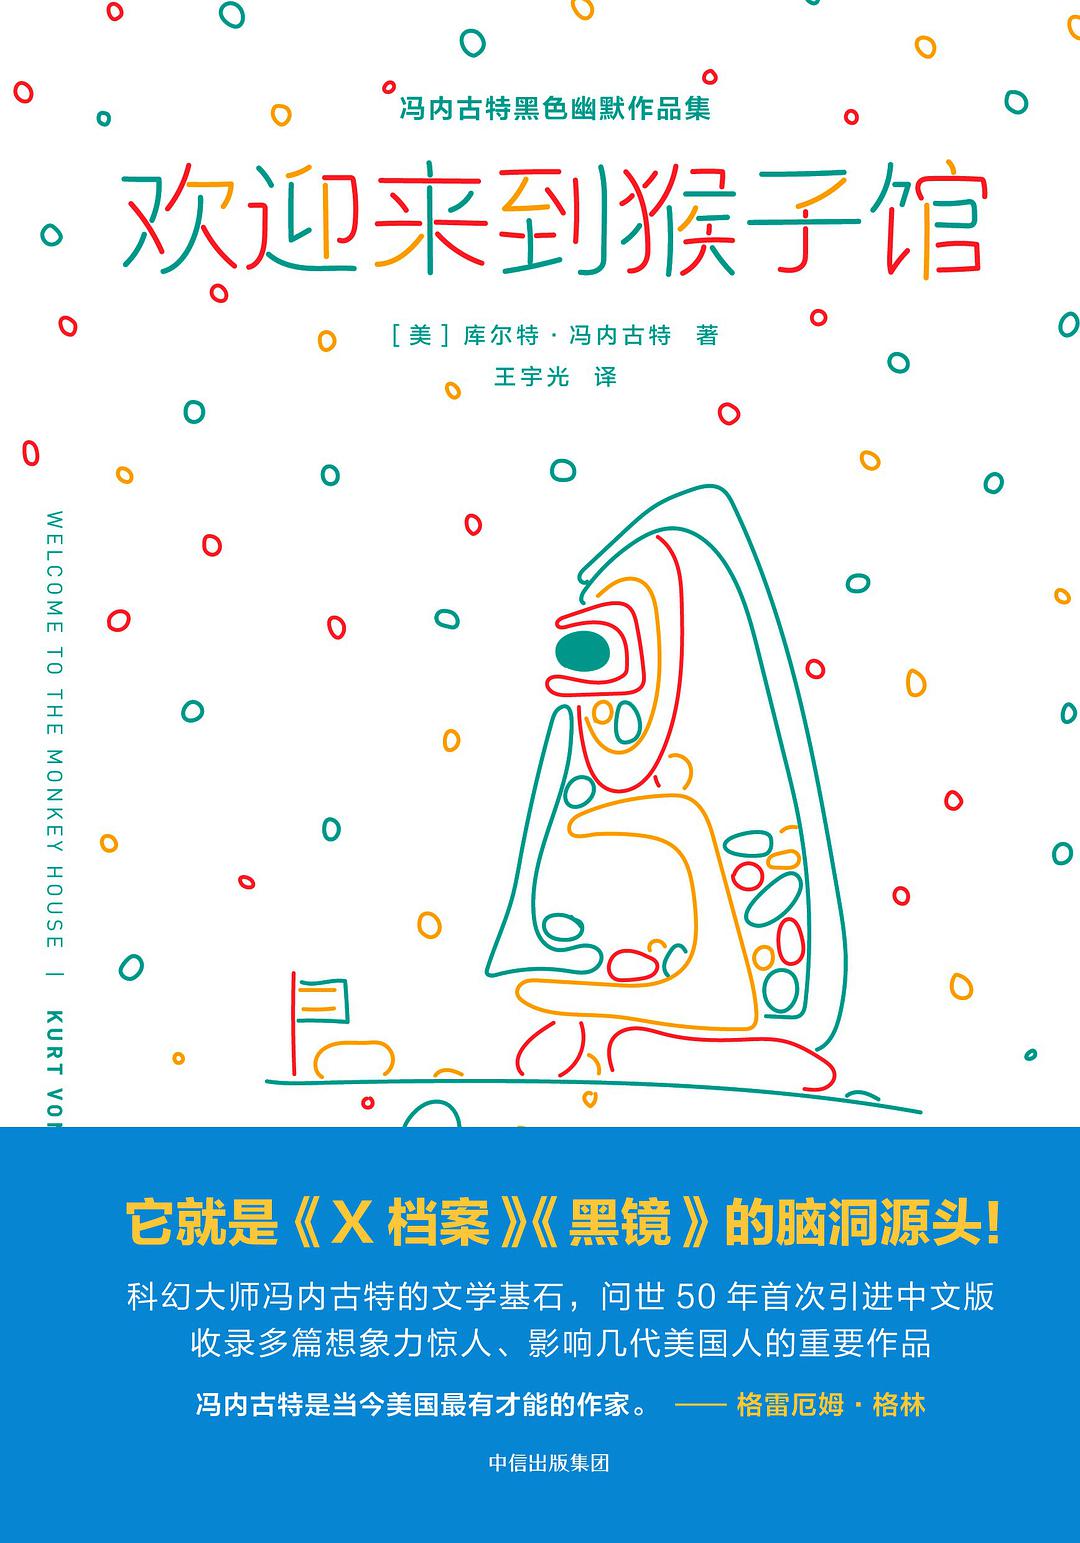 冯内古特黑色幽默作品集
欢迎来到猴子馆
[美] 库尔特·冯内古特 著
王宇光 译
WELCOME TO THE MONKEY HOUSE | KURT VON
它就是《X 档案》《黑镜》的脑洞源头!
科幻大师冯内古特的文学基石，问世 50 年首次引进中文版
收录多篇想象力惊人、影响几代美国人的重要作品
冯内古特是当今美国最有才能的作家。 —— 格雷厄姆·格林
中信出版集团